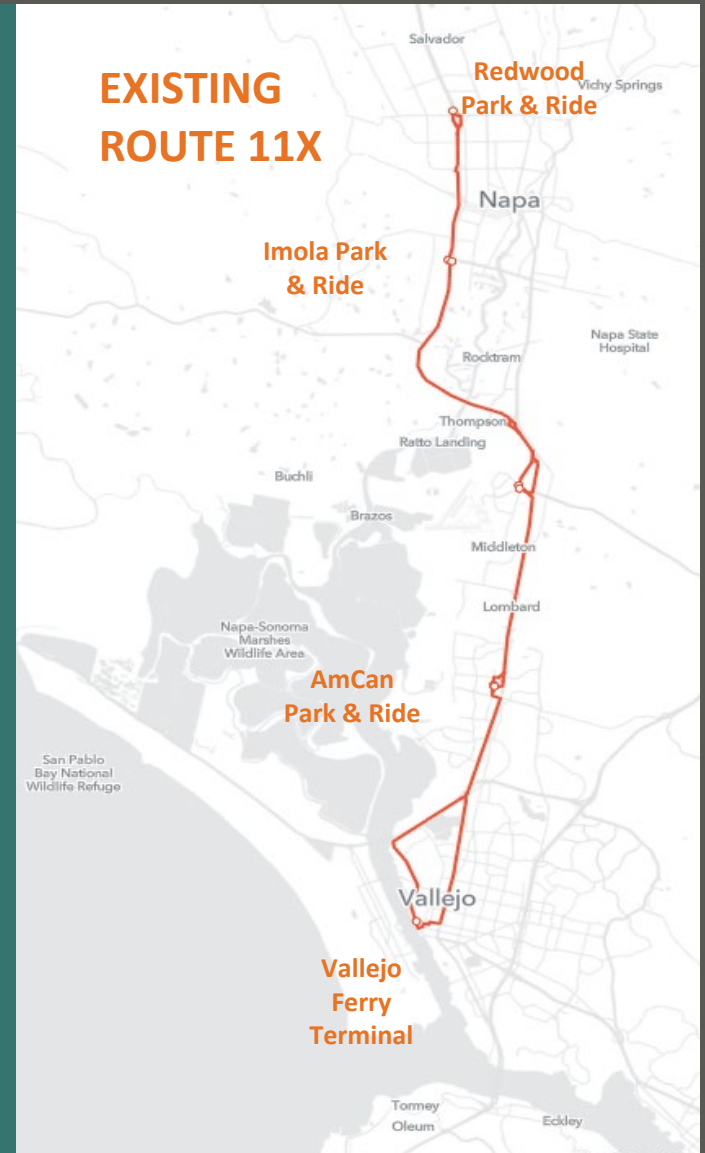 Salvador
EXISTING
ROUTE 11X
Redwood
Park & Ride
Vichy Springs
Napa
Imola Park
& Ride
Napa State
Hospital
Rocktram
Thompson
Ratto Landing
Buchli
Brazos
Middleton
Lombard
Napa-Sonoma
Marshes
Wildlife Area
AmCan
Park & Ride
San Pablo
Bay National
Wildlife Refuge
Vallejo
Vallejo
Ferry
Terminal
Tormey
Oleum
Eckley